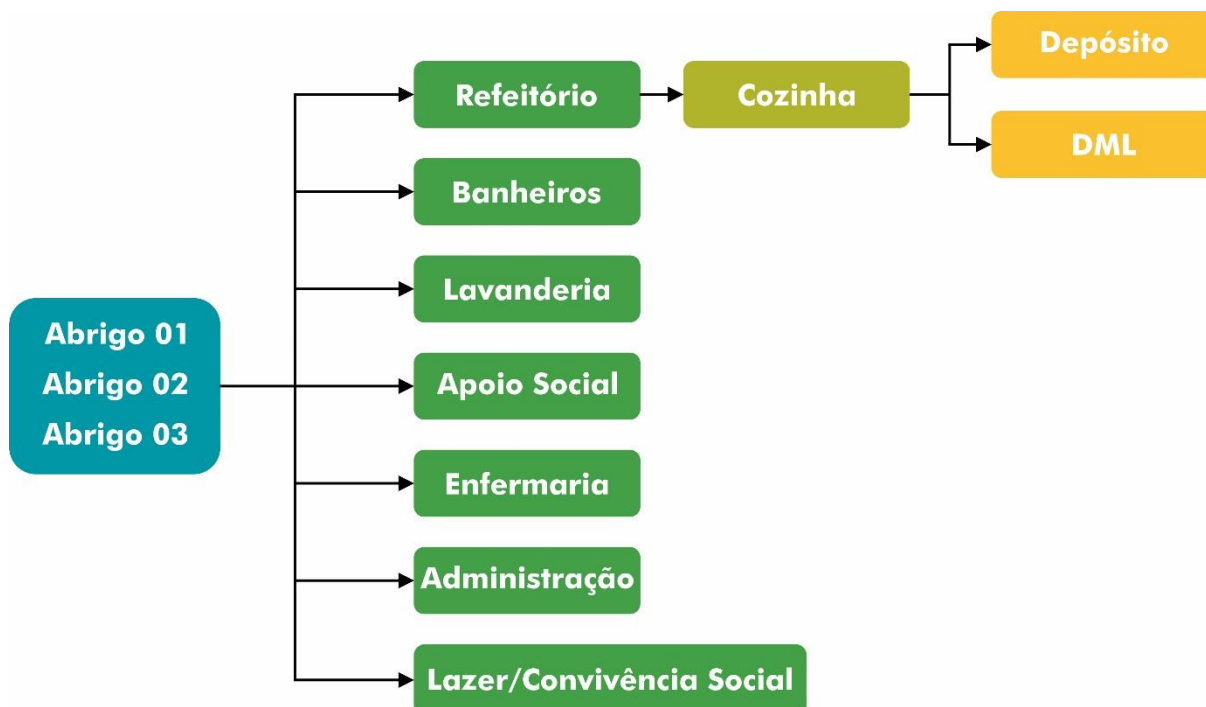 Depósito
Refeitório
Cozinha
DML
Banheiros
Lavanderia
Abrigo 01
Abrigo 02
Abrigo 03
Apoio Social
Enfermaria
Administração
Lazer/Convivência Social